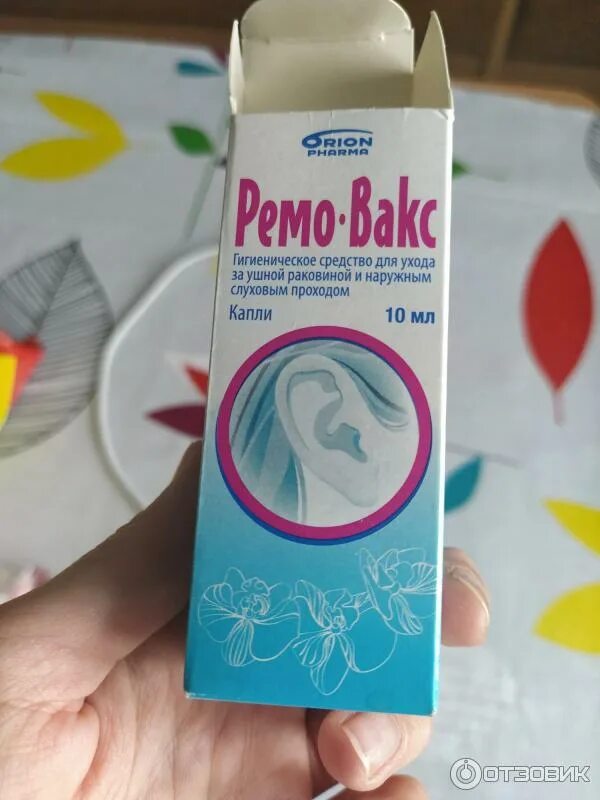 ORION
PHARMA
Ремо-Вакс
Гигиеническое средство для ухода
за ушной раковиной и наружным
слуховым проходом
Капли 10 мл
ОТЗОВИК